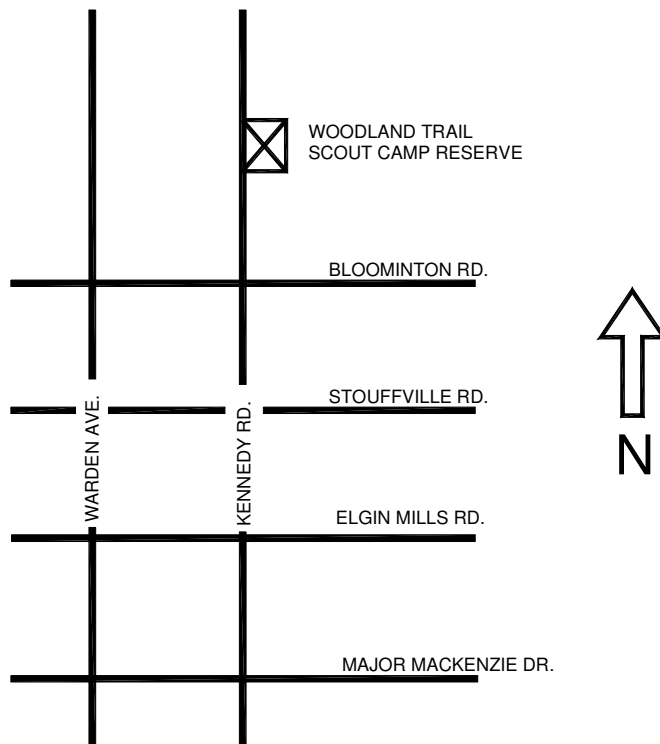 WOODLAND TRAIL
SCOUT CAMP RESERVE
BLOOMINTON RD.
STOUFFVILLE RD.
WARDEN AVE.
KENNEDY RD.
N
ELGIN MILLS RD.
MAJOR MACKENZIE DR.